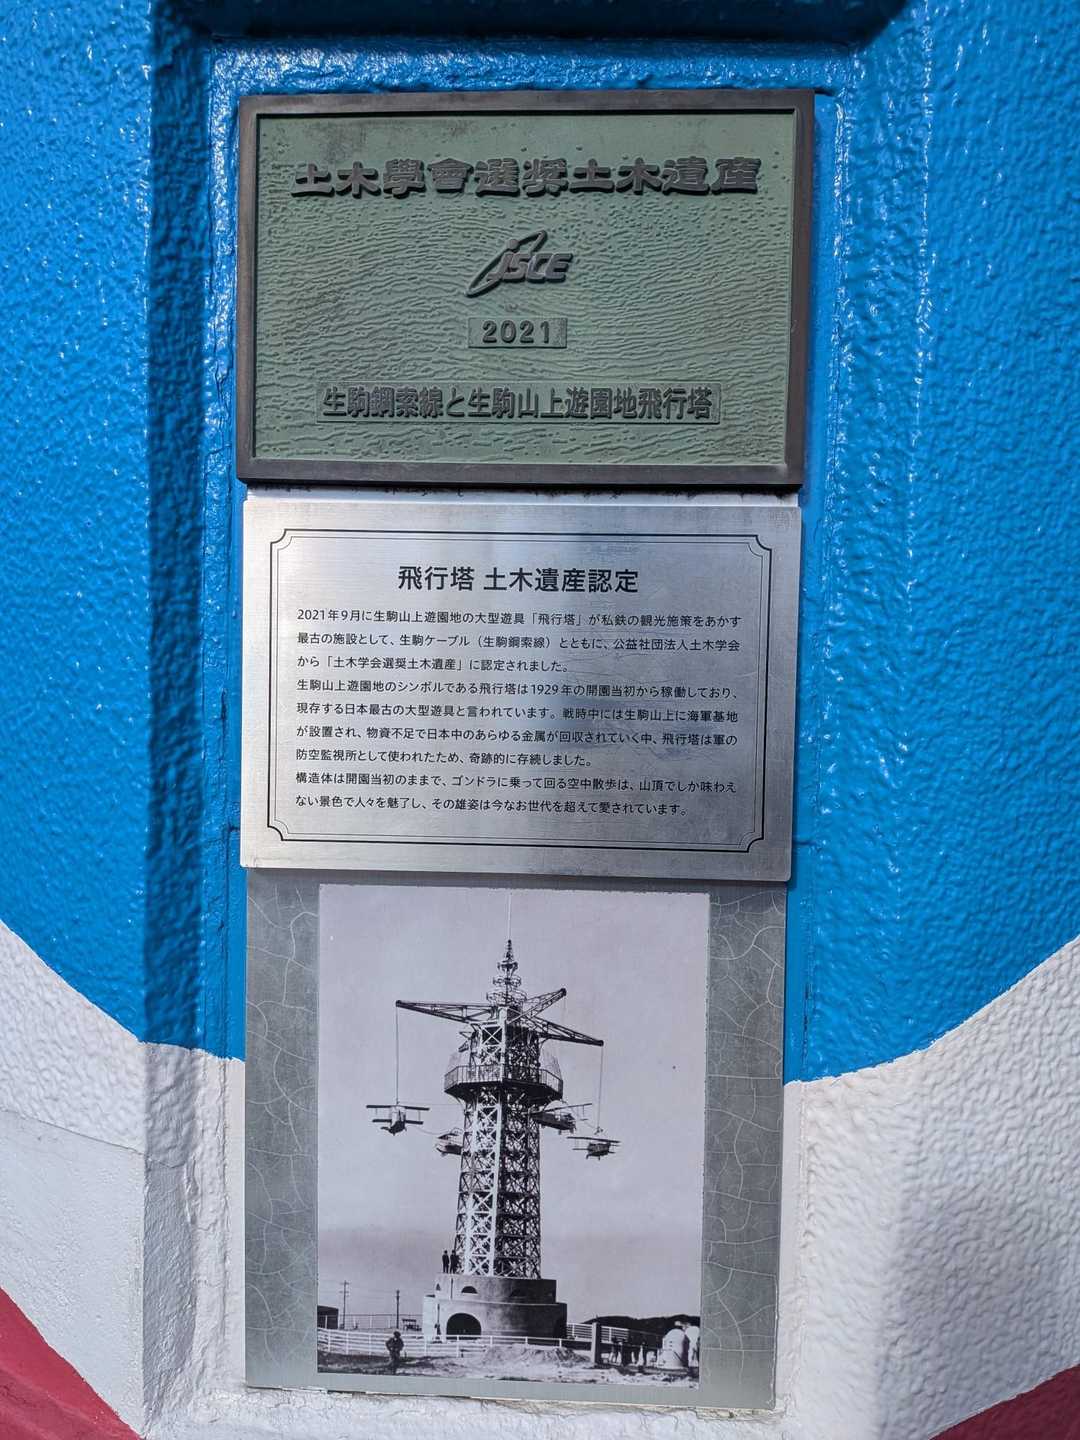 土木學會選奨土木遺産
JSCE
2021
生駒鋼索線と生駒山上遊園地飛行塔
飛行塔 土木遺産認定
2021年9月に生駒山上遊園地の大型遊具「飛行塔」が私鉄の観光施策をあかす
最古の施設として、生駒ケーブル（生駒鋼索線）とともに、公益社団法人土木学会
から「土木学会選奨土木遺産」に認定されました。
生駒山上遊園地のシンボルである飛行塔は1929年の開園当初から稼働しており、
現存する日本最古の大型遊具と言われています。戦時中には生駒山上に海軍基地
が設置され、物資不足で日本中のあらゆる金属が回収されていく中、飛行塔は軍の
防空監視所として使われたため、奇跡的に存続しました。
構造体は開園当初のままで、ゴンドラに乗って回る空中散歩は、山頂でしか味わえ
ない景色で人々を魅了し、その雄姿は今なお世代を超えて愛されています。